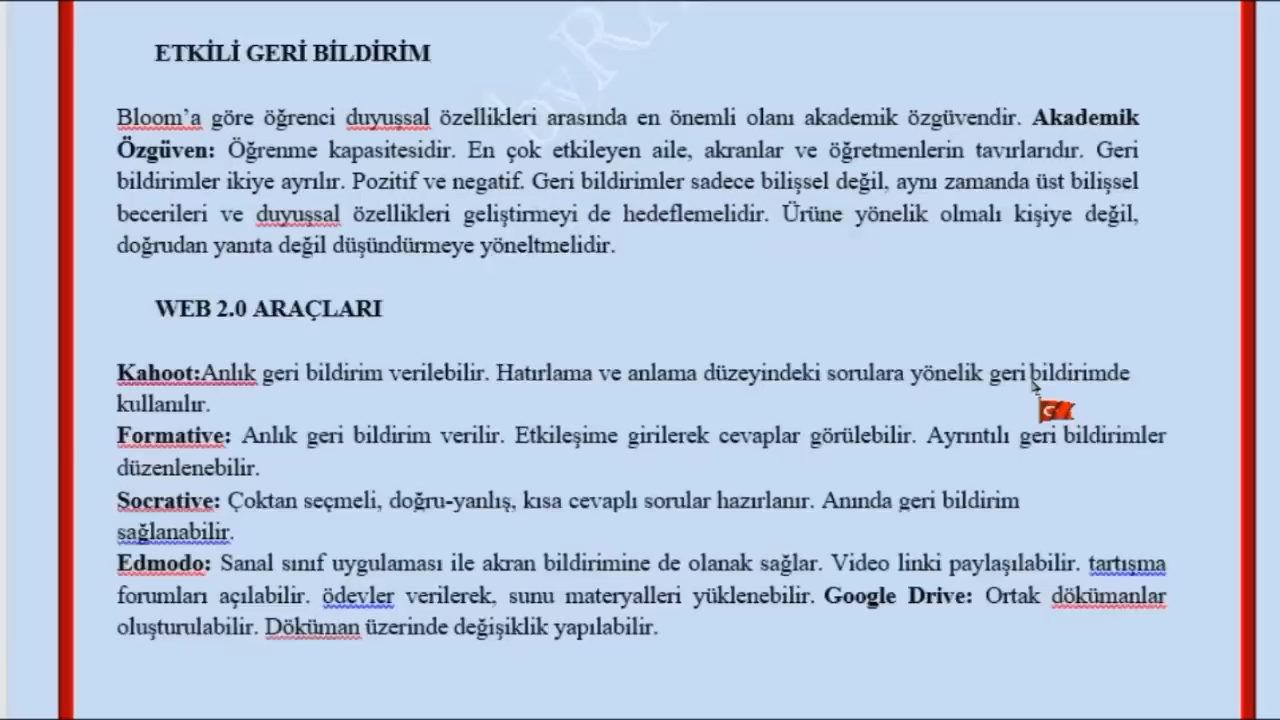 ETKİLİ GERİ BİLDİRİM
Bloom'a göre öğrenci duyuşsal özellikleri arasında en önemli olanı akademik özgüvendir. Akademik
Özgüven: Öğrenme kapasitesidir. En çok etkileyen aile, akranlar ve öğretmenlerin tavırlarıdır. Geri
bildirimler ikiye ayrılır. Pozitif ve negatif. Geri bildirimler sadece bilişsel değil, aynı zamanda üst bilişsel
becerileri ve duyuşsal özellikleri geliştirmeyi de hedeflemelidir. Ürüne yönelik olmalı kişiye değil,
doğrudan yanıta değil düşündürmeye yöneltmelidir.
WEB 2.0 ARAÇLARI
Kahoot:Anlık geri bildirim verilebilir. Hatırlama ve anlama düzeyindeki sorulara yönelik geri bildirimde
kullanılır.
Formative: Anlık geri bildirim verilir. Etkileşime girilerek cevaplar görülebilir. Ayrıntılı geri bildirimler
düzenlenebilir.
Socrative: Çoktan seçmeli, doğru-yanlış, kısa cevaplı sorular hazırlanır. Anında geri bildirim
sağlanabilir.
Edmodo: Sanal sınıf uygulaması ile akran bildirimine de olanak sağlar. Video linki paylaşılabilir. tartışma
forumları açılabilir. ödevler verilerek, sunu materyalleri yüklenebilir. Google Drive: Ortak dökümanlar
oluşturulabilir. Döküman üzerinde değişiklik yapılabilir.